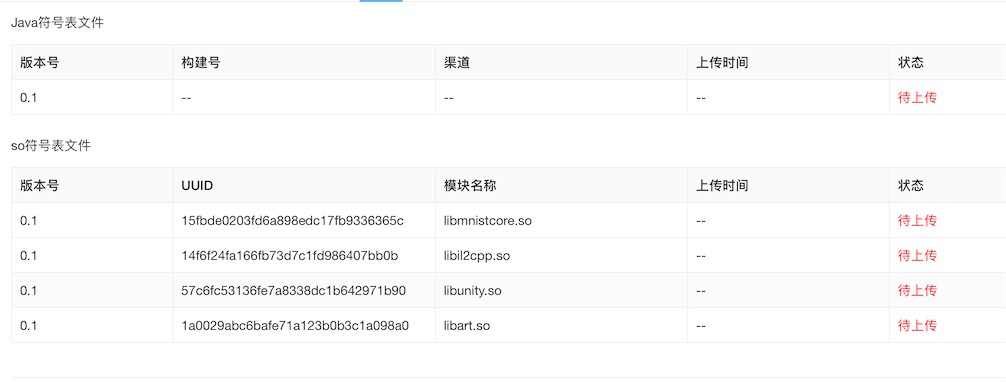 Java符号表文件
版本号 构建号 渠道 上传时间 状态
0.1 -- -- -- 待上传
so符号表文件
版本号 UUID 模块名称 上传时间 状态
0.1 15fbde0203fd6a898edc17fb9336365c libmnistcore.so -- 待上传
0.1 14f6f24fa166fb73d7c1fd986407bb0b libil2cpp.so -- 待上传
0.1 57c6fc53136fe7a8338dc1b642971b90 libunity.so -- 待上传
0.1 1a0029abc6bafe71a123b0b3c1a098a0 libart.so -- 待上传